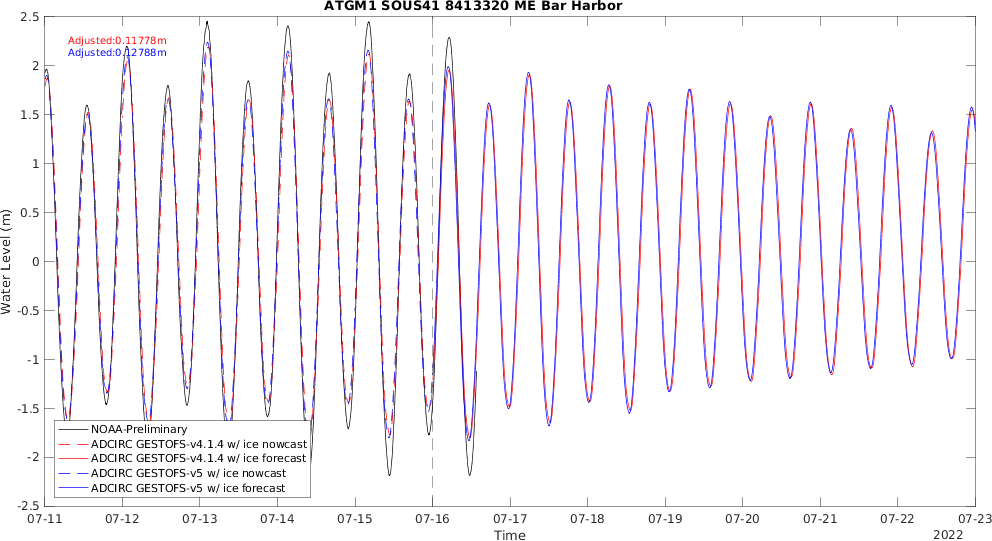 ATGM1 SOUS41 8413320 ME Bar Harbor
2.5
2
1.5
1
0.5
0
-0.5
-1
-1.5
-2
-2.5
Water Level (m)
Adjusted:0.11778m
Adjusted:0.12788m
NOAA-Preliminary
ADCIRC GESTOFS-v4.1.4 w/ ice nowcast
ADCIRC GESTOFS-v4.1.4 w/ ice forecast
ADCIRC GESTOFS-v5 w/ ice nowcast
ADCIRC GESTOFS-v5 w/ ice forecast
07-11 07-12 07-13 07-14 07-15 07-16 07-17 07-18 07-19 07-20 07-21 07-22 07-23
Time
2022